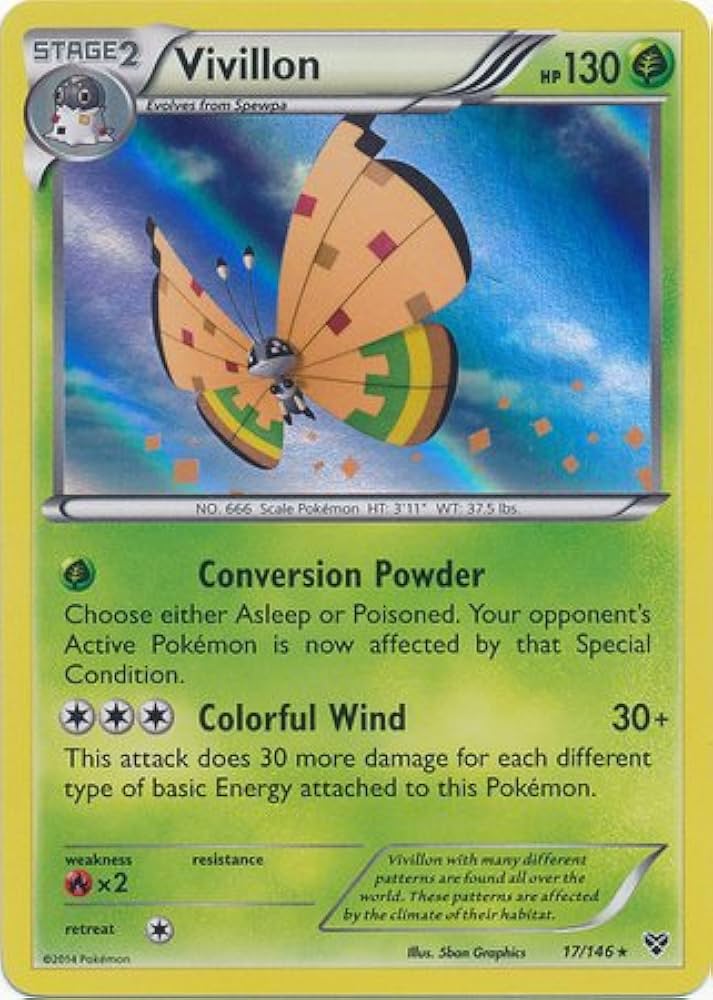 STAGE2
Vivillon
HP 130
Evolves from Spewpa
NO. 666 Scale Pokémon HT: 3'11" WT: 37.5 lbs.
Conversion Powder
Choose either Asleep or Poisoned. Your opponent's
Active Pokémon is now affected by that Special
Condition.
Colorful Wind 30+
This attack does 30 more damage for each different
type of basic Energy attached to this Pokémon.
weakness resistance
×2
retreat
Vivillon with many different
patterns are found all over the
world. These patterns are affected
by the climate of their habitat.
©2014 Pokémon
Illus. 5ban Graphics 17/146 ★